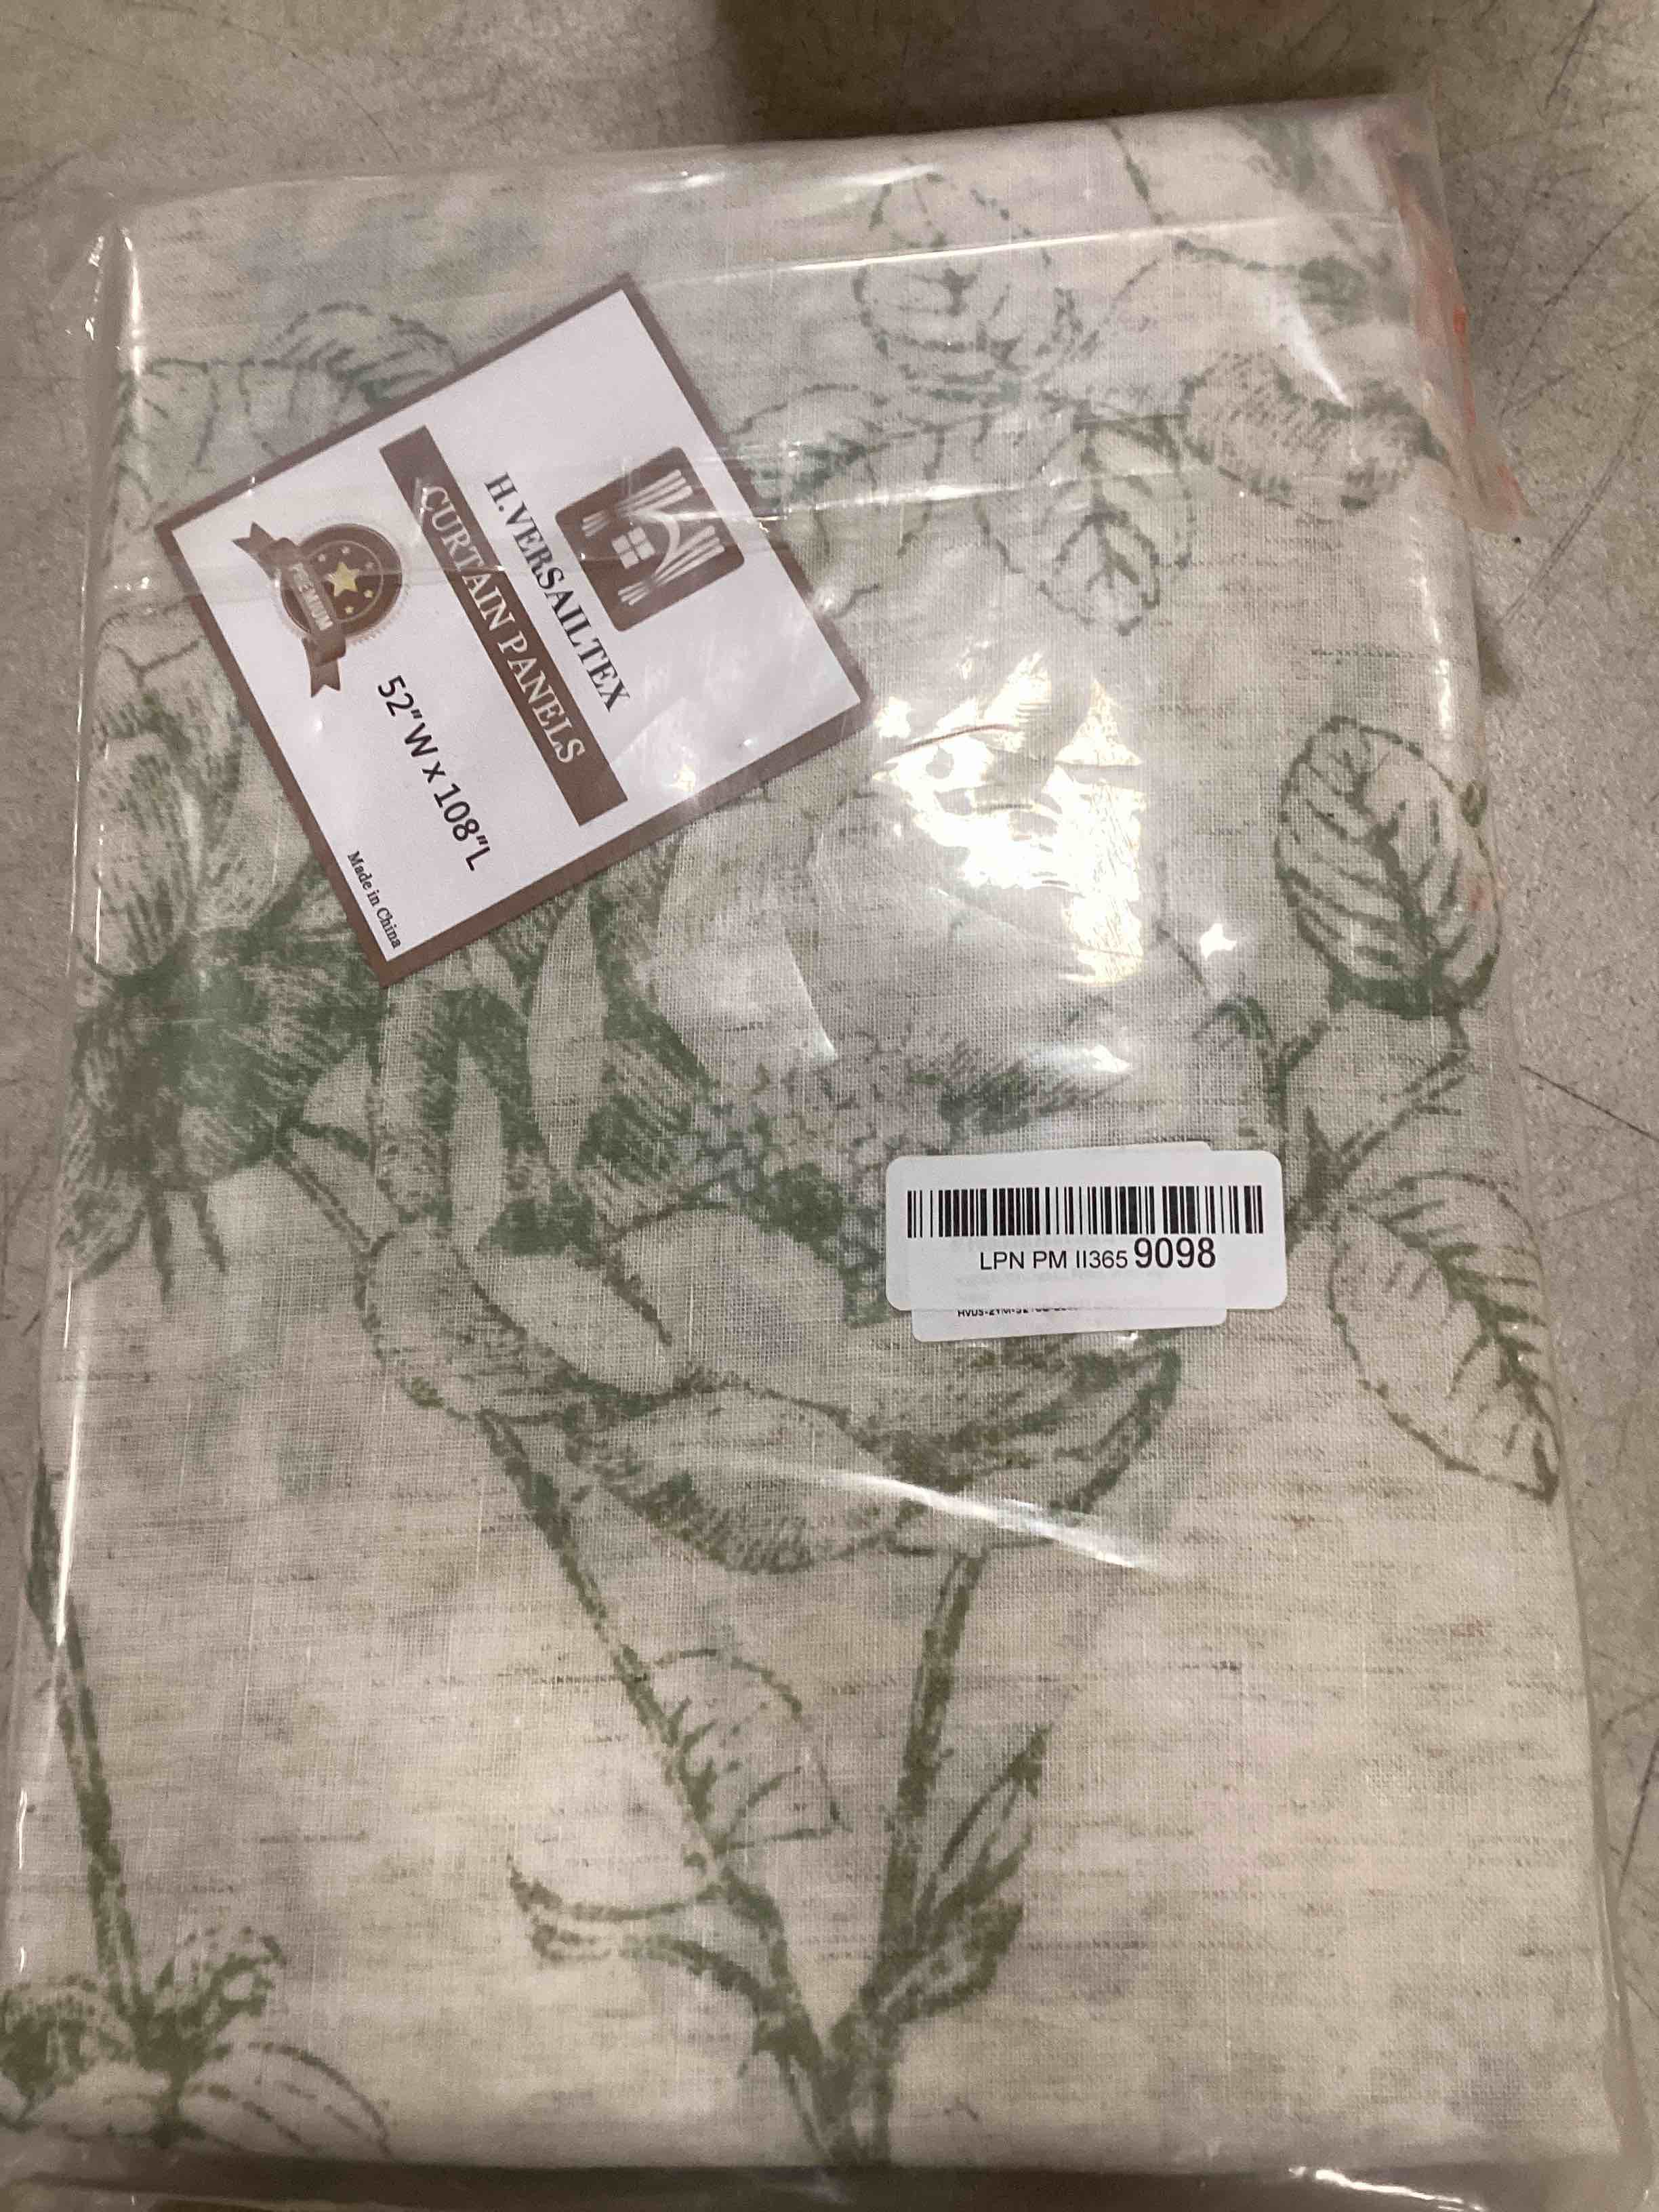 H.VERSAILTEX
CURTAIN PANELS
PREMIUM
52"W x 108"L
Made in China
LPN PM II365 9098